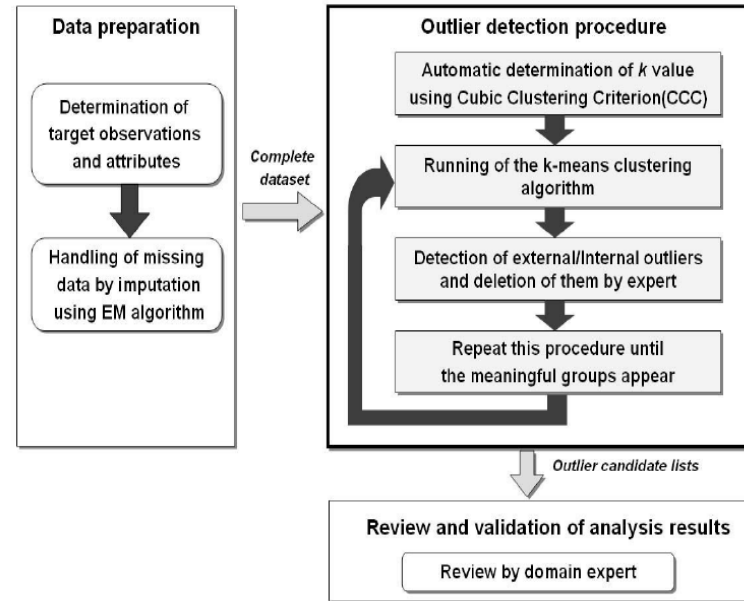 Data preparation
Determination of
target observations
and attributes
Handling of missing
data by imputation
using EM algorithm
Complete
dataset
Outlier detection procedure
Automatic determination of k value
using Cubic Clustering Criterion(CCC)
Running of the k-means clustering
algorithm
Detection of external/Internal outliers
and deletion of them by expert
Repeat this procedure until
the meaningful groups appear
Outlier candidate lists
Review and validation of analysis results
Review by domain expert